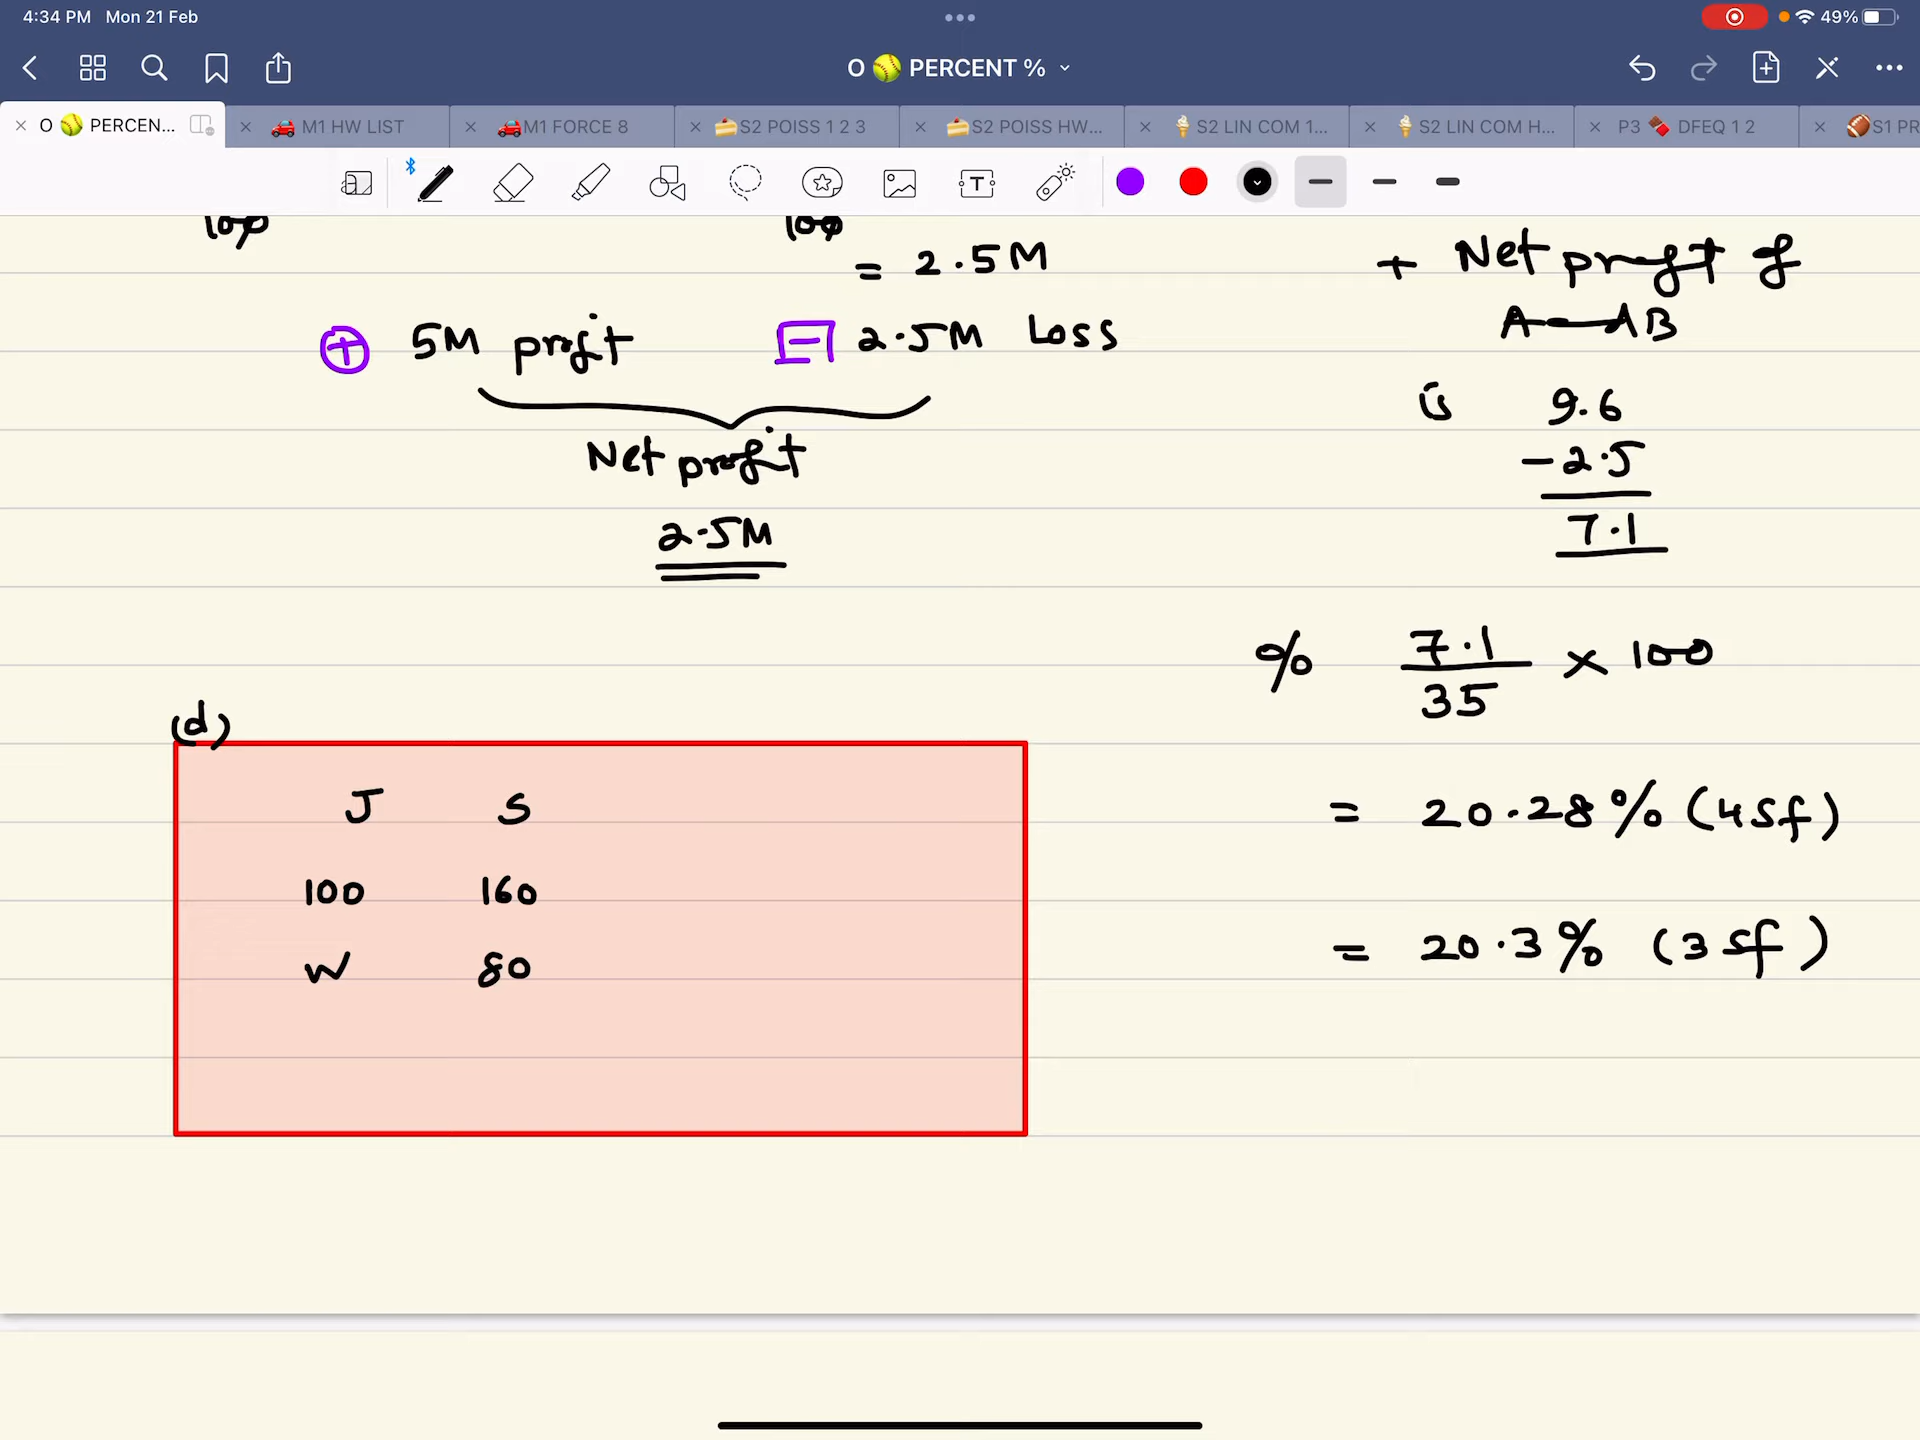 4:34 PM Mon 21 Feb
49%
O 🥎 PERCENT %
O 🥎 PERCEN...
🚗 M1 HW LIST
🚗M1 FORCE 8
🍰S2 POISS 1 2 3
🍰S2 POISS HW...
🍦S2 LIN COM 1...
🍦S2 LIN COM H...
P3 🍫 DFEQ 1 2
🏈S1 PR
100
100
= 2.5M
⊕ 5M profit ⊟ 2.5M Loss
Net profit
2.5M
+ Net profit of
A—AB
is 9.6
-2.5
7.1
% 7.1/35 × 100
= 20.28% (4sf)
= 20.3% (3sf)
(d)
J S
100 160
W 80